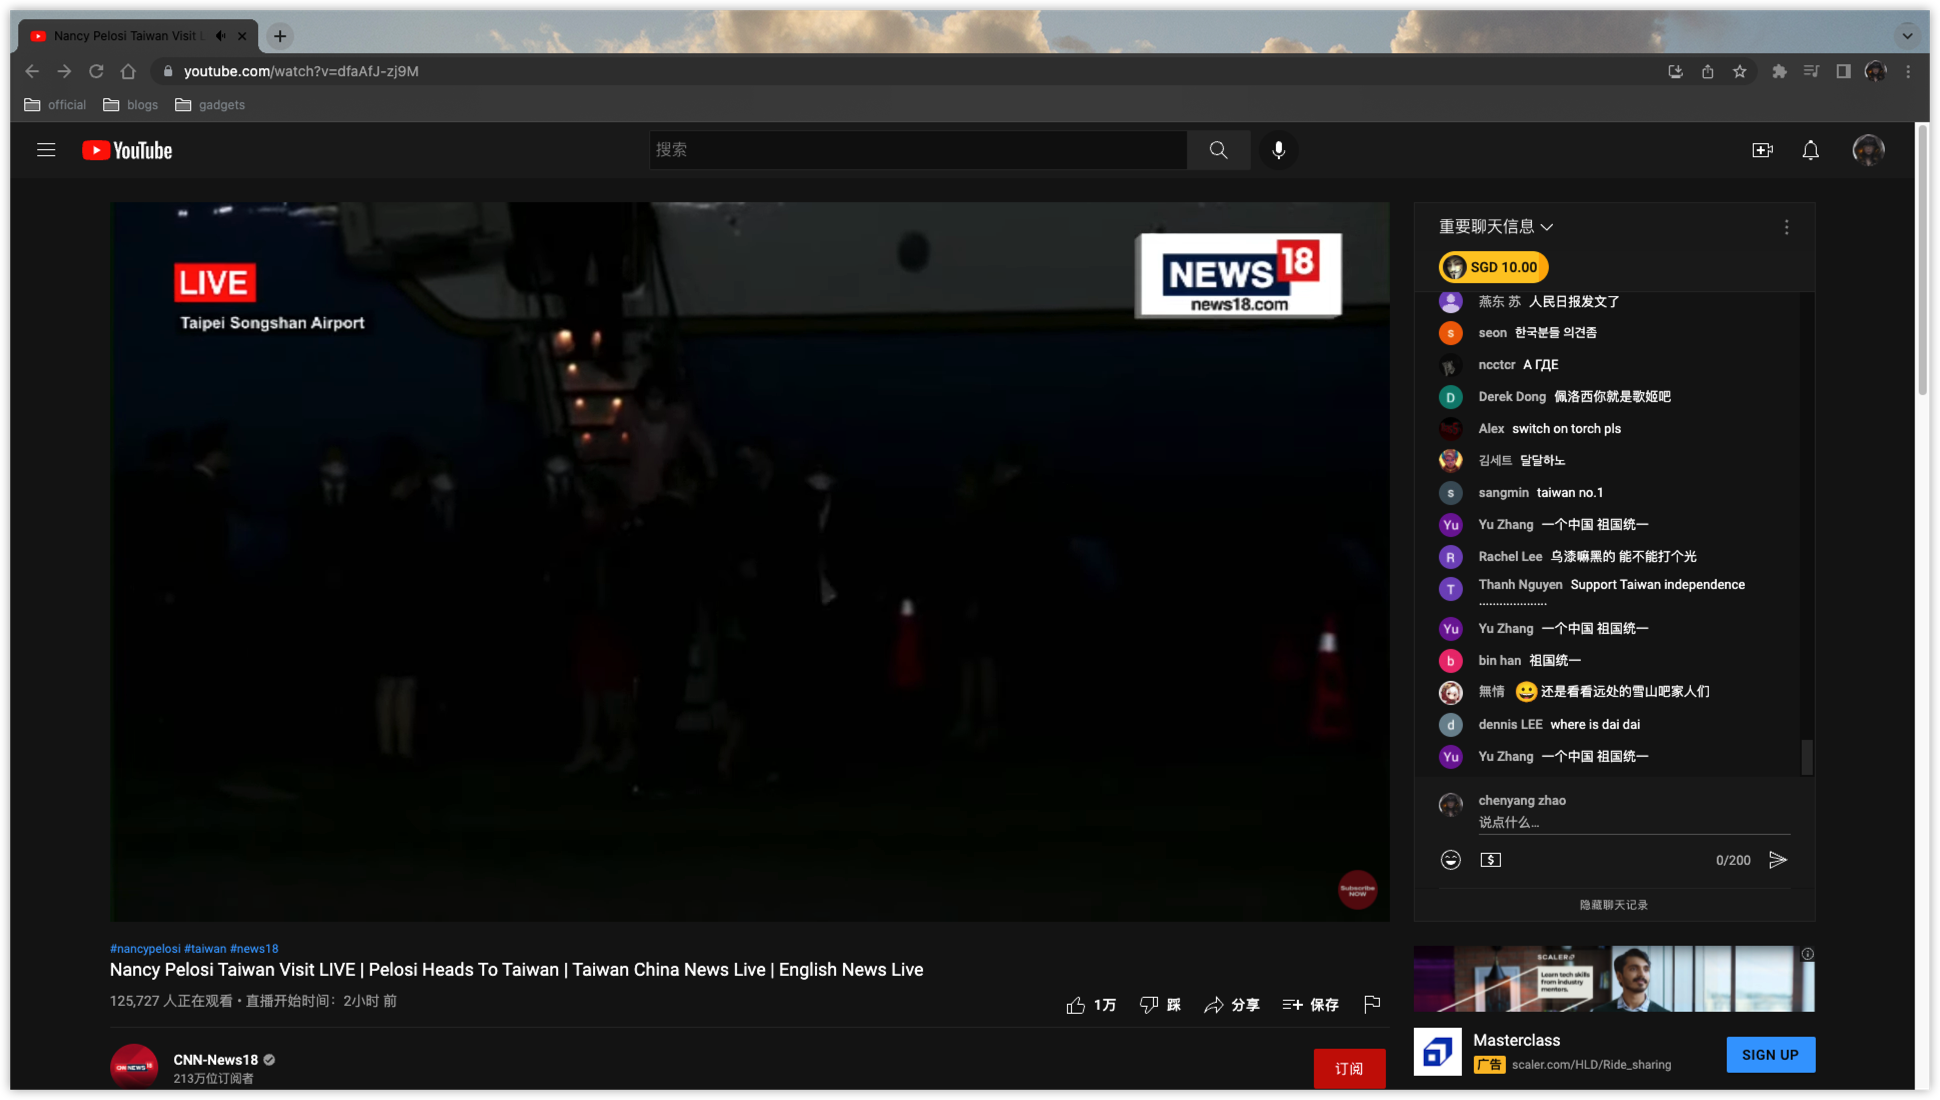 Nancy Pelosi Taiwan Visit L
youtube.com/watch?v=dfaAfJ-zj9M
official
blogs
gadgets
YouTube
搜索
LIVE
Taipei Songshan Airport
NEWS18
news18.com
Subscribe
NOW
重要聊天信息
SGD 10.00
燕东 苏 人民日报发文了
seon 한국분들 의견좀
ncctcr А ГДЕ
Derek Dong 佩洛西你就是歌姬吧
Alex switch on torch pls
김세트 달달하노
sangmin taiwan no.1
Yu Zhang 一个中国 祖国统一
Rachel Lee 乌漆嘛黑的 能不能打个光
Thanh Nguyen Support Taiwan independence
....................
Yu Zhang 一个中国 祖国统一
bin han 祖国统一
無情 😀还是看看远处的雪山吧家人们
dennis LEE where is dai dai
Yu Zhang 一个中国 祖国统一
chenyang zhao
说点什么...
0/200
隐藏聊天记录
#nancypelosi #taiwan #news18
Nancy Pelosi Taiwan Visit LIVE | Pelosi Heads To Taiwan | Taiwan China News Live | English News Live
125,727 人正在观看 • 直播开始时间：2小时 前
1万
踩
分享
保存
CNN-News18
213万位订阅者
订阅
SCALER
Learn tech skills
from industry
mentors.
Masterclass
广告 scaler.com/HLD/Ride_sharing
SIGN UP